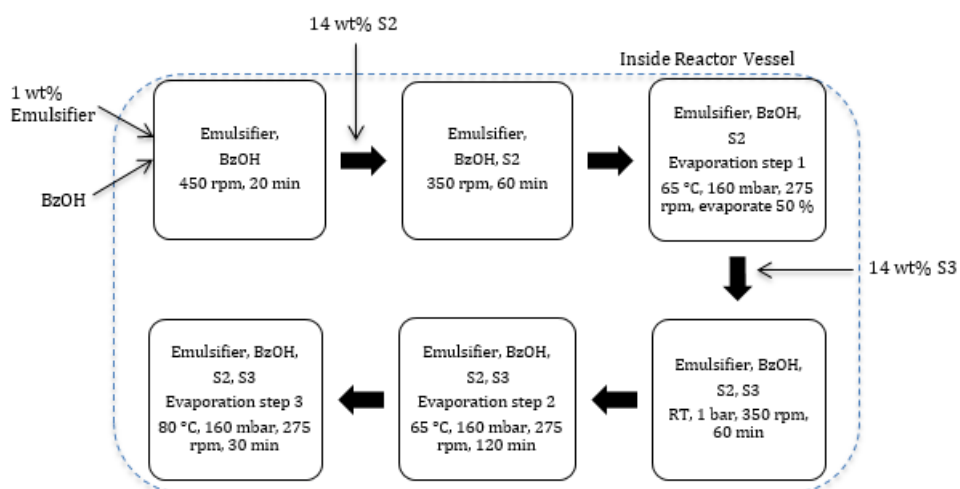 14 wt% S2
Inside Reactor Vessel
1 wt%
Emulsifier
BzOH
Emulsifier,
BzOH
450 rpm, 20 min
Emulsifier,
BzOH, S2
350 rpm, 60 min
Emulsifier, BzOH,
S2
Evaporation step 1
65 °C, 160 mbar, 275
rpm, evaporate 50 %
14 wt% S3
Emulsifier, BzOH,
S2, S3
RT, 1 bar, 350 rpm,
60 min
Emulsifier, BzOH,
S2, S3
Evaporation step 2
65 °C, 160 mbar, 275
rpm, 120 min
Emulsifier, BzOH,
S2, S3
Evaporation step 3
80 °C, 160 mbar, 275
rpm, 30 min